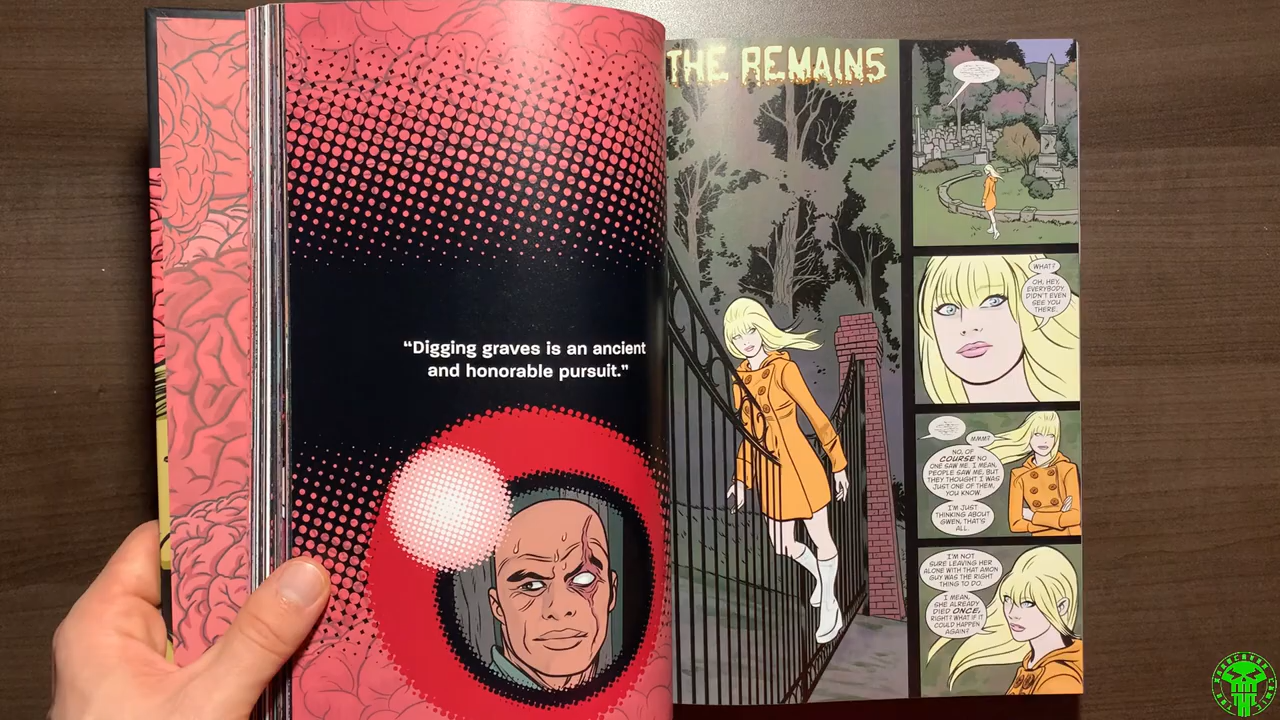 “Digging graves is an ancient
and honorable pursuit.”
THE REMAINS
WHAT?
OH, HEY,
EVERYBODY,
DIDN'T EVEN
SEE YOU
THERE.
MMM?
NO, OF
COURSE NO
ONE SAW ME. I MEAN,
PEOPLE SAW ME, BUT
THEY THOUGHT I WAS
JUST ONE OF THEM,
YOU KNOW.
I'M JUST
THINKING ABOUT
GWEN, THAT'S
ALL.
I'M NOT
SURE LEAVING HER
ALONE WITH THAT AMON
GUY WAS THE RIGHT
THING TO DO.
I MEAN,
SHE ALREADY
DIED ONCE,
RIGHT? WHAT IF IT
COULD HAPPEN
AGAIN?